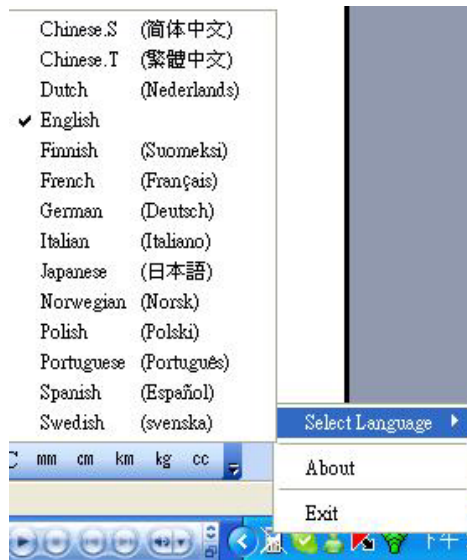 Chinese.S (简体中文)
Chinese.T (繁體中文)
Dutch (Nederlands)
✔ English
Finnish (Suomeksi)
French (Français)
German (Deutsch)
Italian (Italiano)
Japanese (日本語)
Norwegian (Norsk)
Polish (Polski)
Portuguese (Português)
Spanish (Español)
Swedish (svenska)
Select Language
mm cm km kg cc
About
Exit
下午